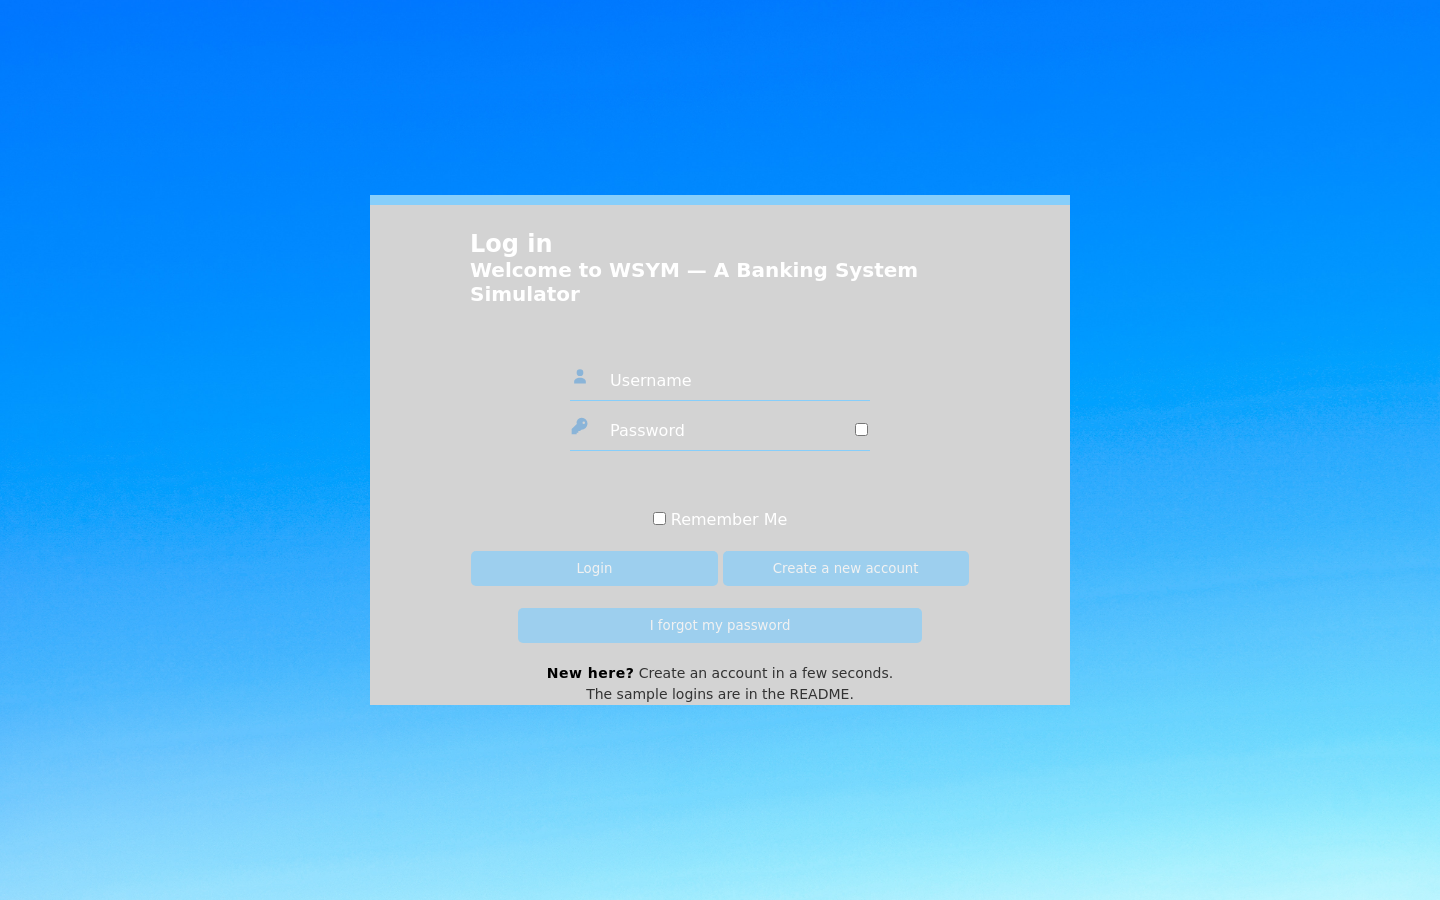 Log in
Welcome to WSYM — A Banking System
Simulator
Username
Password
Remember Me
Login
Create a new account
I forgot my password
New here? Create an account in a few seconds.
The sample logins are in the README.